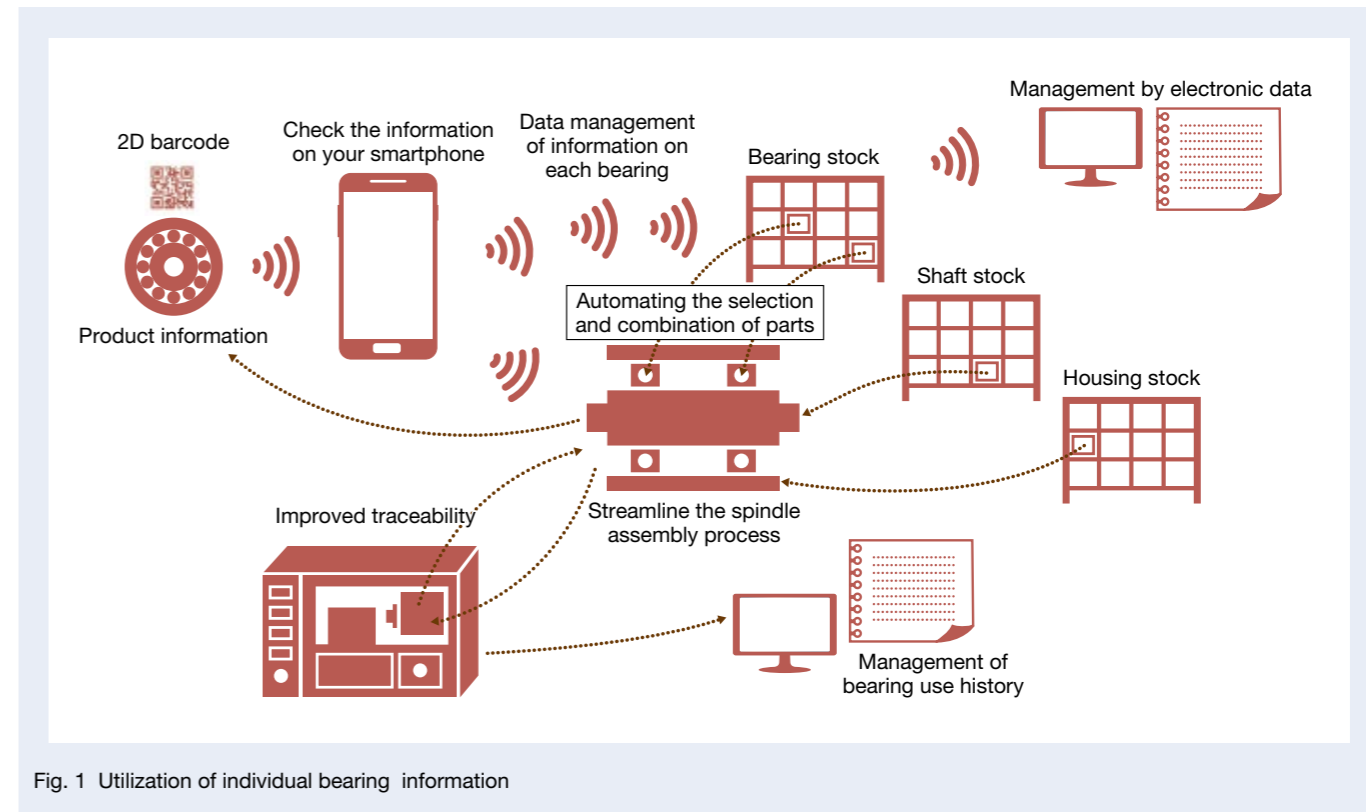 2D barcode
Check the information
on your smartphone
Data management
of information on
each bearing
Bearing stock
Management by electronic data
Product information
Automating the selection
and combination of parts
Shaft stock
Housing stock
Improved traceability
Streamline the spindle
assembly process
Management of
bearing use history
Fig. 1 Utilization of individual bearing information